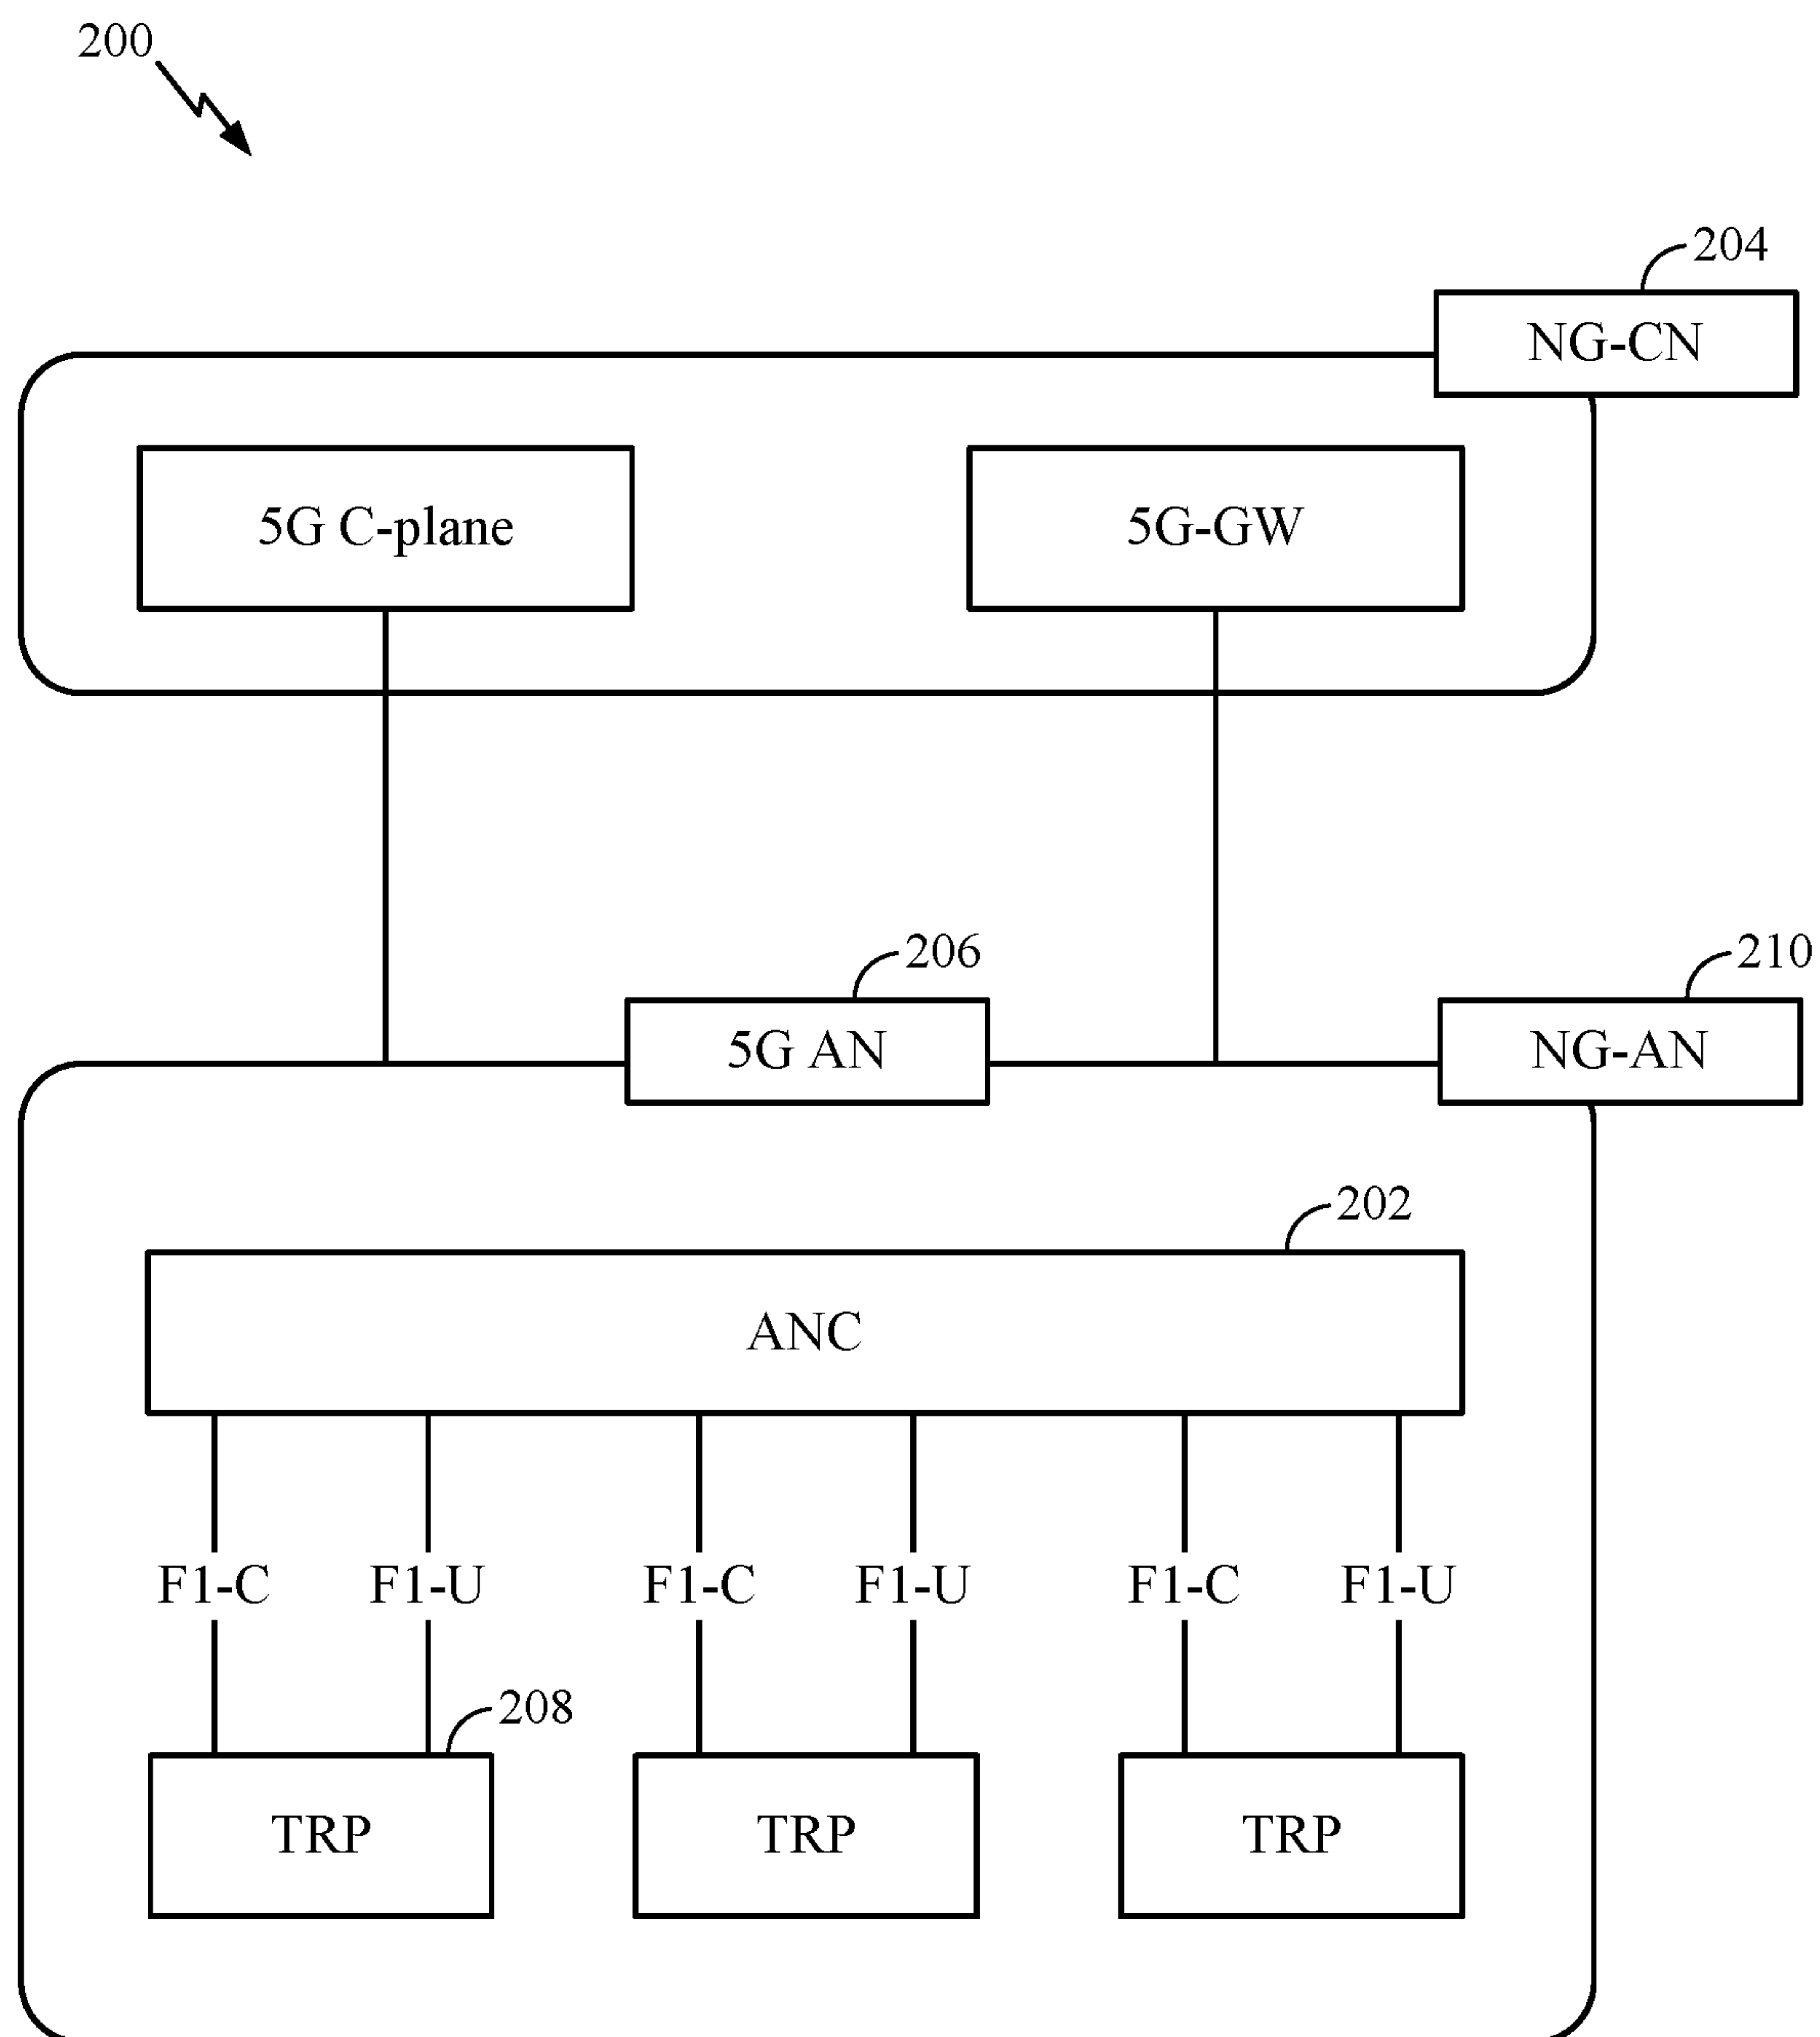 200
204
NG-CN
5G C-plane
5G-GW
206
210
5G AN
NG-AN
202
ANC
F1-C
F1-U
F1-C
F1-U
F1-C
F1-U
208
TRP
TRP
TRP